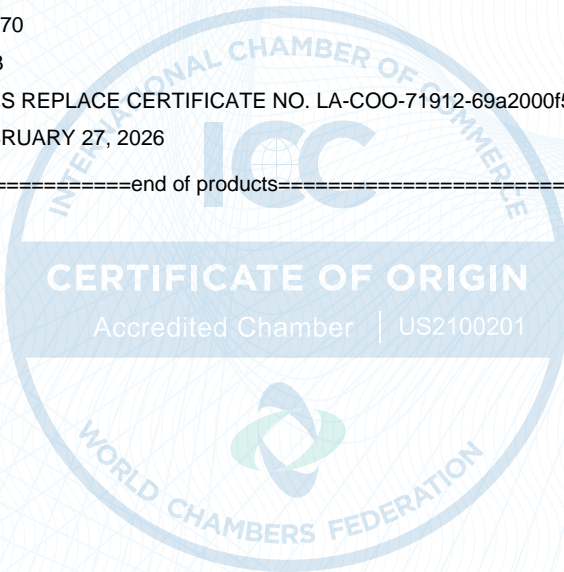 70
S REPLACE CERTIFICATE NO. LA-COO-71912-69a2000f
RUARY 27, 2026
===========end of products=======================
INTERNATIONAL CHAMBER OF COMMERCE
ICC
CERTIFICATE OF ORIGIN
Accredited Chamber | US2100201
WORLD CHAMBERS FEDERATION